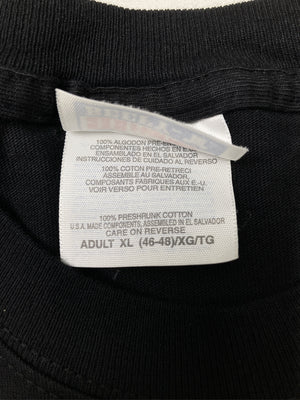 100% ALGODON PRE-EN
COMPONENTES HECHOS EN E.
ENSAMBLADO EN EL SALVADOR
INSTRUCCIONES DE CUIDADO AL REVERSO
100% COTON PRE-RETRECI
ASSEMBLE AU SALVADOR,
COMPOSANTS FABRIQUES AUX E.-U.
VOIR AU VERSO POUR ENTRETIEN
100% PRESHRUNK COTTON
U.S.A. MADE COMPONENTS, ASSEMBLED IN EL SALVADOR
CARE ON REVERSE
ADULT XL (46-48)/XG/TG